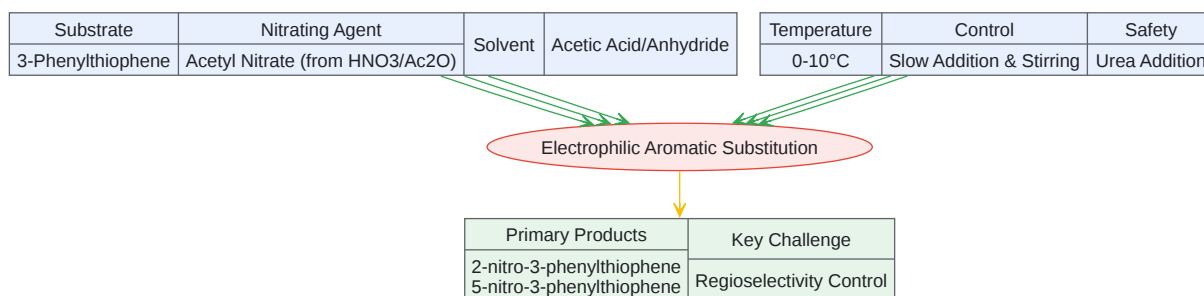 Substrate
3-Phenylthiophene
Nitrating Agent
Acetyl Nitrate (from HNO3/Ac2O)
Solvent
Acetic Acid/Anhydride
Temperature
0-10°C
Control
Slow Addition & Stirring
Safety
Urea Addition
Electrophilic Aromatic Substitution
Primary Products
2-nitro-3-phenylthiophene
5-nitro-3-phenylthiophene
Key Challenge
Regioselectivity Control